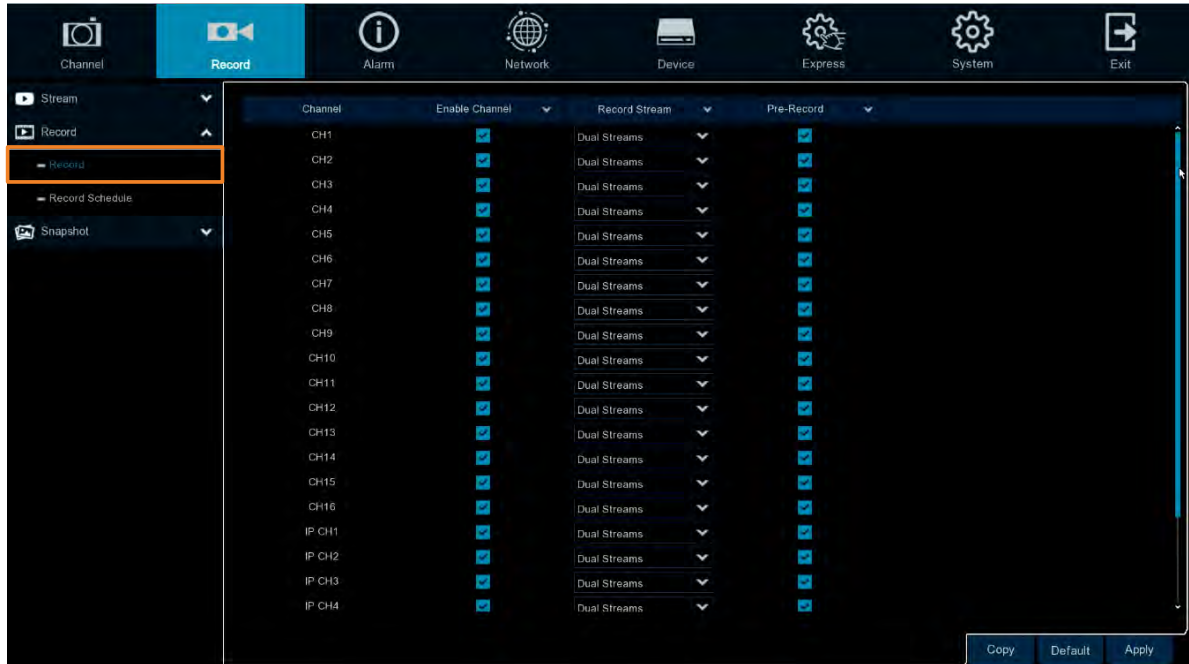 Channel Record Alarm Network Device Express System Exit
Stream
Record
Record
Record Schedule
Snapshot
Channel Enable Channel Record Stream Pre-Record
CH1 Dual Streams
CH2 Dual Streams
CH3 Dual Streams
CH4 Dual Streams
CH5 Dual Streams
CH6 Dual Streams
CH7 Dual Streams
CH8 Dual Streams
CH9 Dual Streams
CH10 Dual Streams
CH11 Dual Streams
CH12 Dual Streams
CH13 Dual Streams
CH14 Dual Streams
CH15 Dual Streams
CH16 Dual Streams
IP CH1 Dual Streams
IP CH2 Dual Streams
IP CH3 Dual Streams
IP CH4 Dual Streams
Copy Default Apply